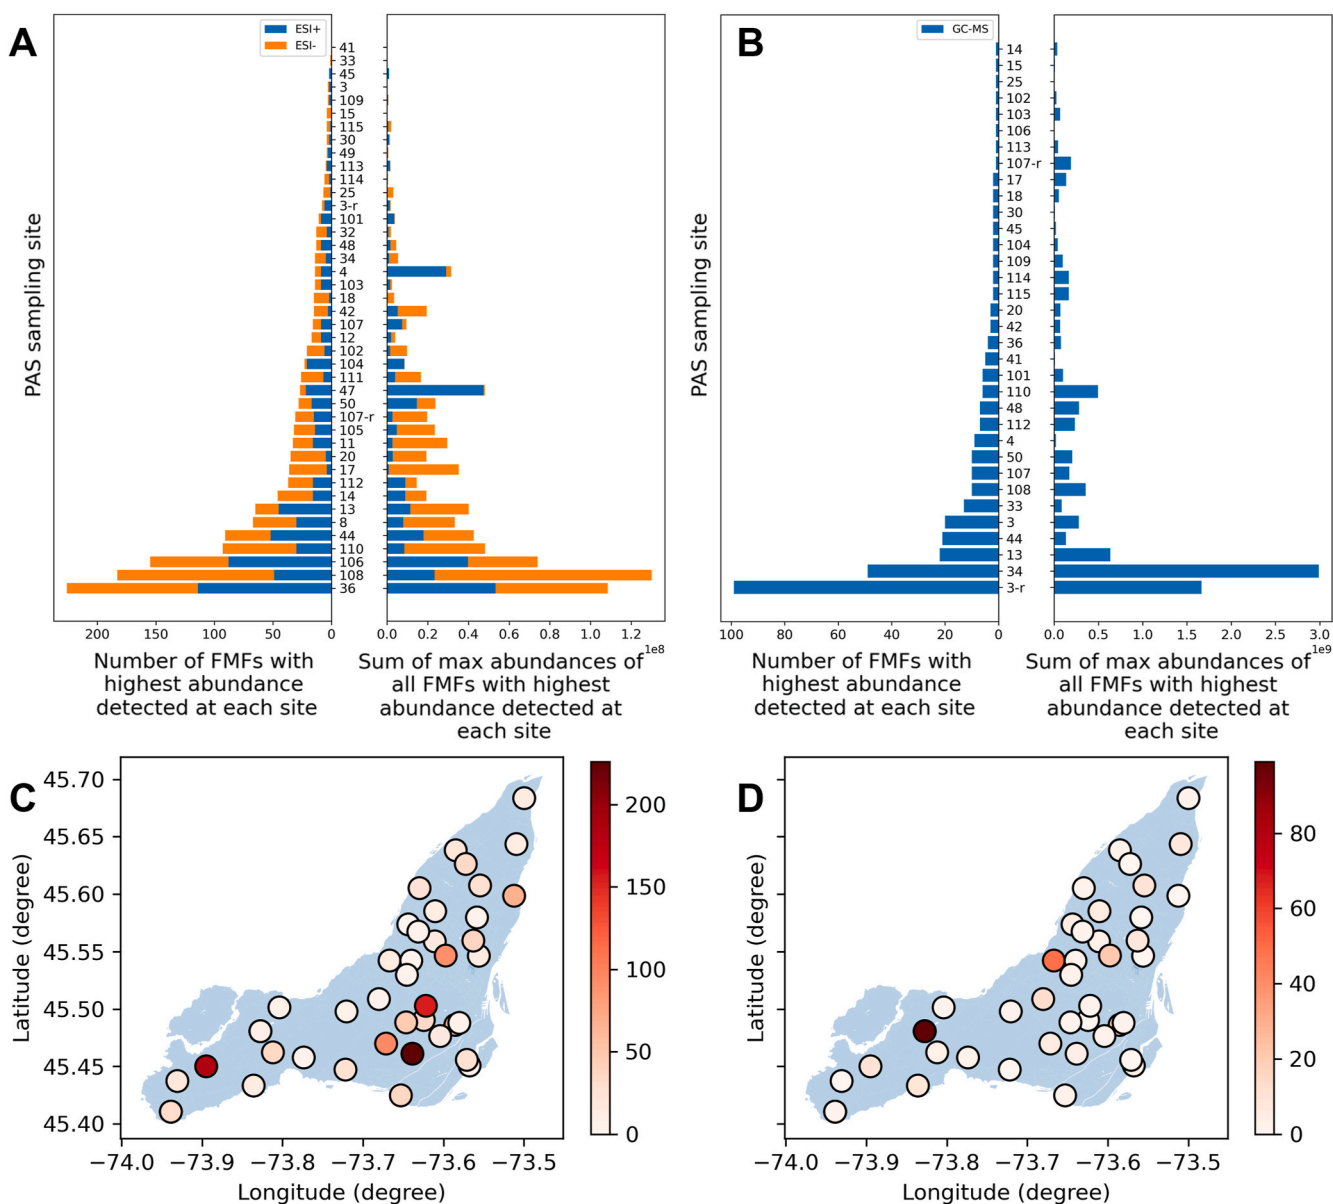 A
ESI+
ESI-
PAS sampling site
41
33
45
3
109
15
115
30
49
113
114
25
3-r
101
32
48
34
4
103
18
42
107
12
102
104
111
47
50
107-r
105
11
20
17
112
14
13
8
44
110
106
108
36
200 150 100 50 0
0.0 0.2 0.4 0.6 0.8 1.0 1.2
1e8
Number of FMFs with
highest abundance
detected at each site
Sum of max abundances of
all FMFs with highest
abundance detected at
each site
B
GC-MS
PAS sampling site
14
15
25
102
103
106
113
107-r
17
18
30
45
104
109
114
115
20
42
36
41
101
110
48
112
4
50
107
108
33
3
44
13
34
3-r
100 80 60 40 20 0
0.0 0.5 1.0 1.5 2.0 2.5 3.0
1e9
Number of FMFs with
highest abundance
detected at each site
Sum of max abundances of
all FMFs with highest
abundance detected at
each site
C
Latitude (degree)
45.70
45.65
45.60
45.55
45.50
45.45
45.40
−74.0 −73.9 −73.8 −73.7 −73.6 −73.5
Longitude (degree)
200
150
100
50
0
D
Latitude (degree)
−74.0 −73.9 −73.8 −73.7 −73.6 −73.5
Longitude (degree)
80
60
40
20
0